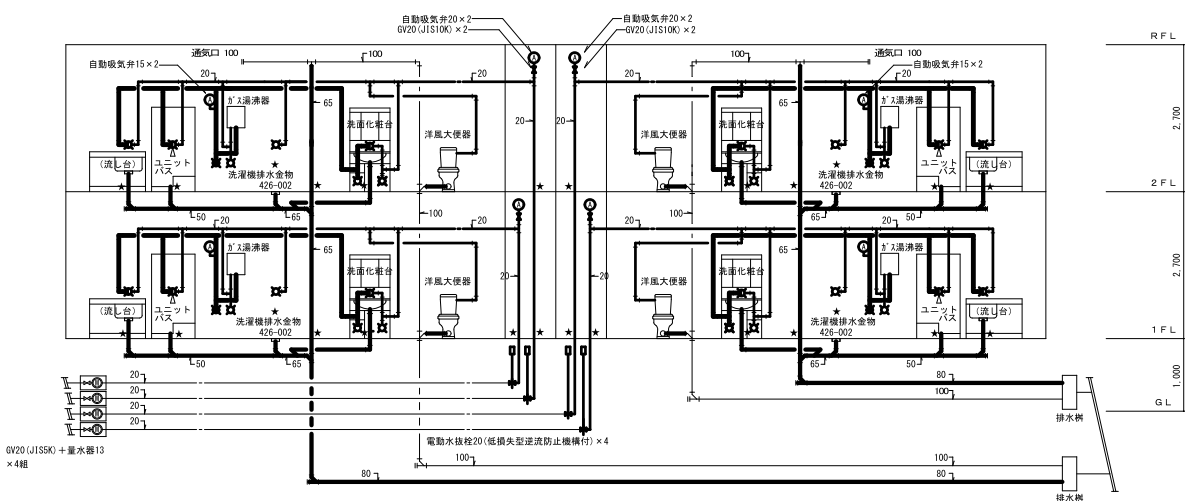 自動吸気弁20×2
GV20(JIS10K)×2
自動吸気弁20×2
GV20(JIS10K)×2
RFL
通気口 100
100
自動吸気弁15×2
20
20
ガス湯沸器
65
洗面化粧台
洋風大便器
20
(流し台)
ユニット
バス
洗濯機排水金物
426-002
50
65
100
通気口 100
100
自動吸気弁15×2
20
20
ガス湯沸器
65
洗面化粧台
洋風大便器
20
(流し台)
ユニット
バス
洗濯機排水金物
426-002
65
50
100
2.700
2FL
20
20
ガス湯沸器
65
洗面化粧台
洋風大便器
20
(流し台)
ユニット
バス
洗濯機排水金物
426-002
50
65
20
20
ガス湯沸器
65
洗面化粧台
洋風大便器
20
(流し台)
ユニット
バス
洗濯機排水金物
426-002
65
50
2.700
1FL
1.000
GL
20
20
20
20
80
100
排水桝
電動水抜栓20(低損失型逆流防止機構付)×4
GV20(JIS5K)+量水器13
×4組
100
100
80
80
排水桝